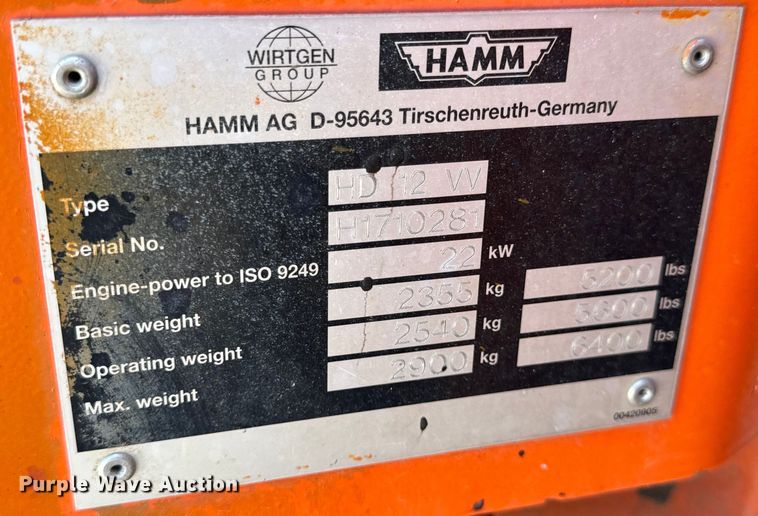 WIRTGEN
GROUP
HAMM
HAMM AG D-95643 Tirschenreuth-Germany
Type HD 12 VV
Serial No. H1710281
Engine-power to ISO 9249 22 kW
Basic weight 2355 kg 5200 lbs
Operating weight 2540 kg 5600 lbs
Max. weight 2900 kg 6400 lbs
00420905
Purple Wave Auction